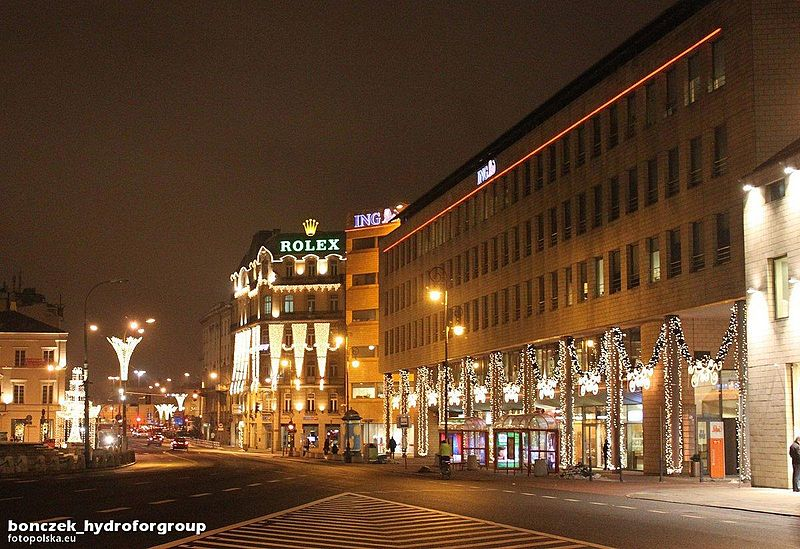 ING
ROLEX
ING
bonczek_hydroforgroup
fotopolska.eu